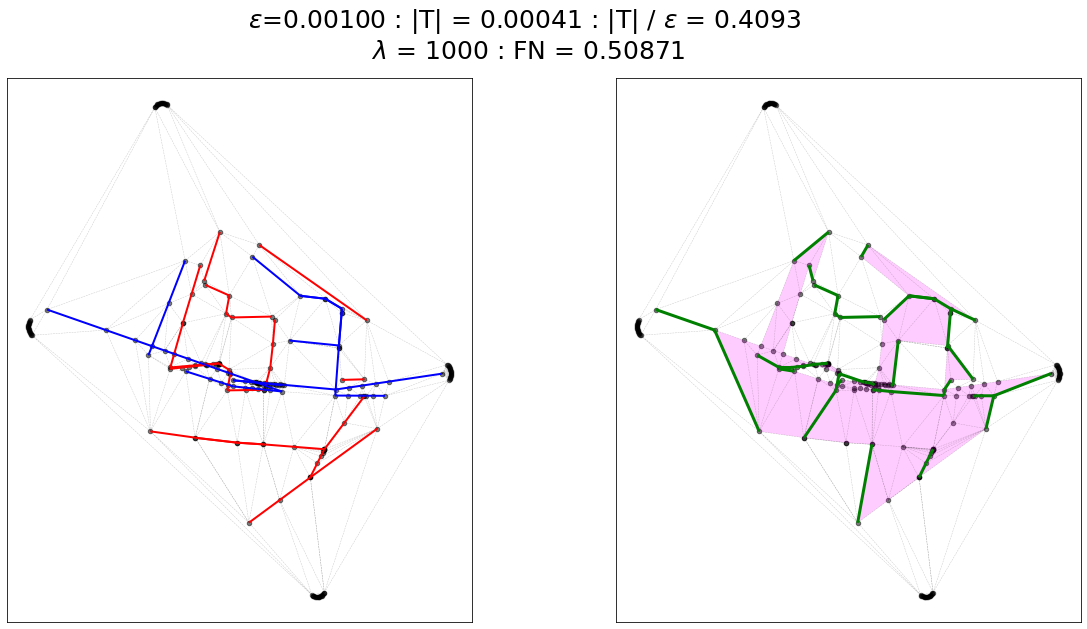 ε=0.00100 : |T| = 0.00041 : |T| / ε = 0.4093
λ = 1000 : FN = 0.50871